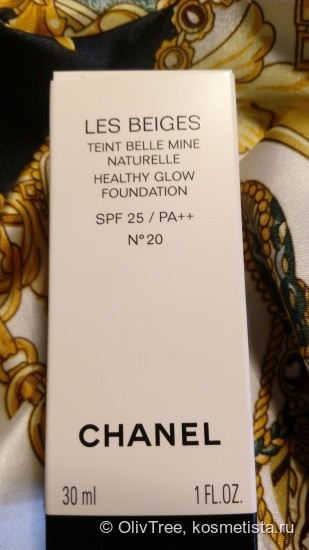 LES BEIGES
TEINT BELLE MINE
NATURELLE
HEALTHY GLOW
FOUNDATION
SPF 25 / PA++
N°20
CHANEL
30 ml 1 FL.OZ.
© OlivTree, kosmetista.ru